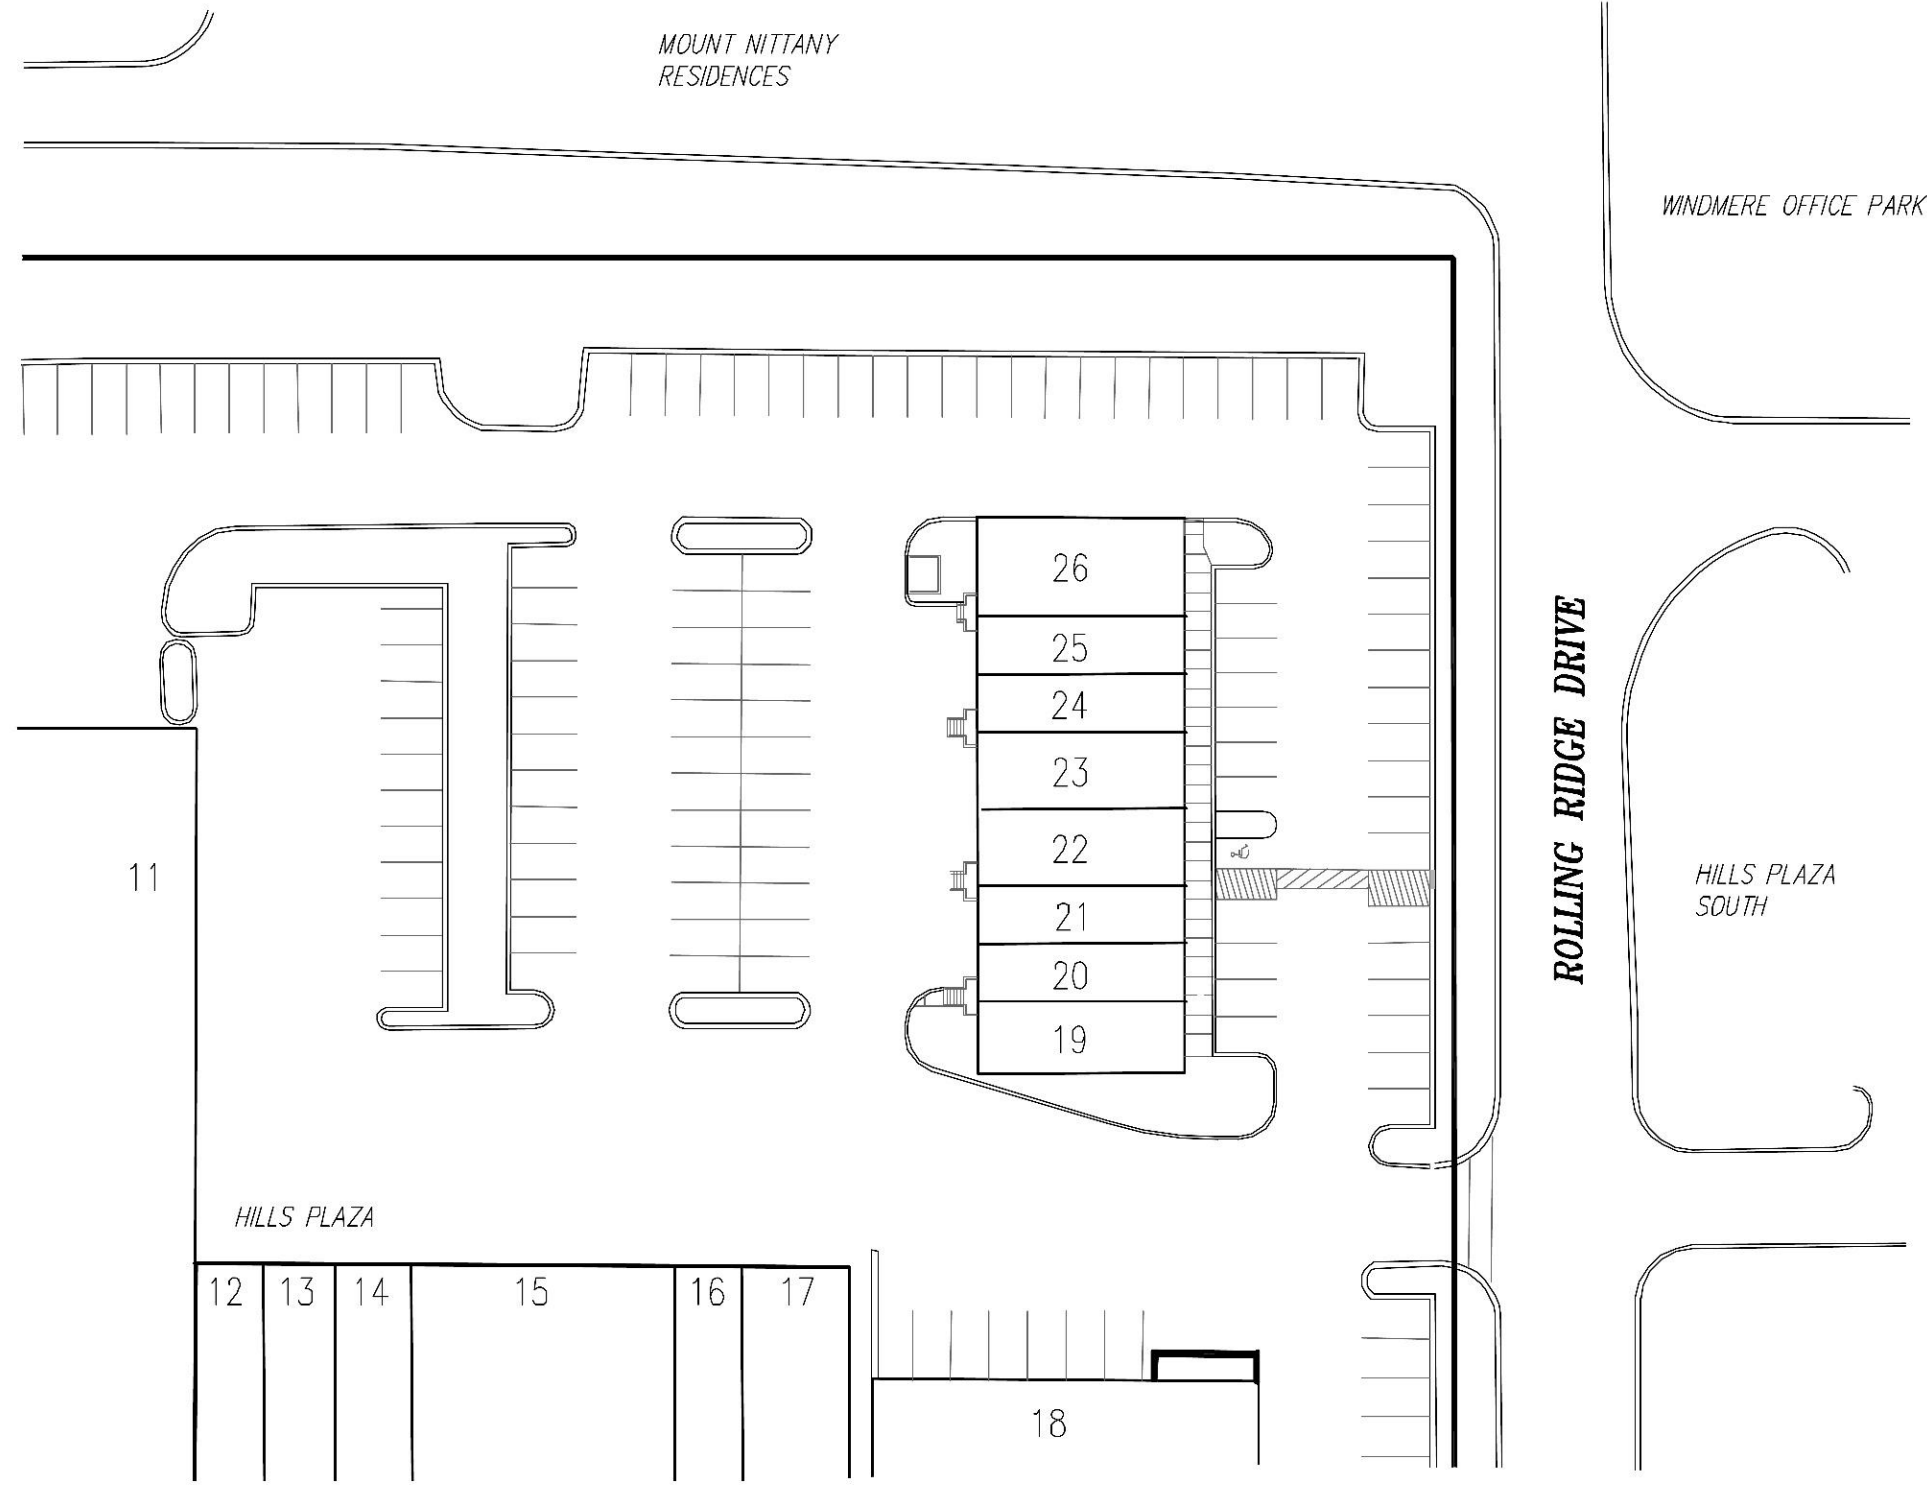 MOUNT NITTANY
RESIDENCES
WINDMERE OFFICE PARK
26
25
24
23
22
21
20
19
ROLLING RIDGE DRIVE
11
HILLS PLAZA
SOUTH
HILLS PLAZA
12 13 14 15 16 17
18